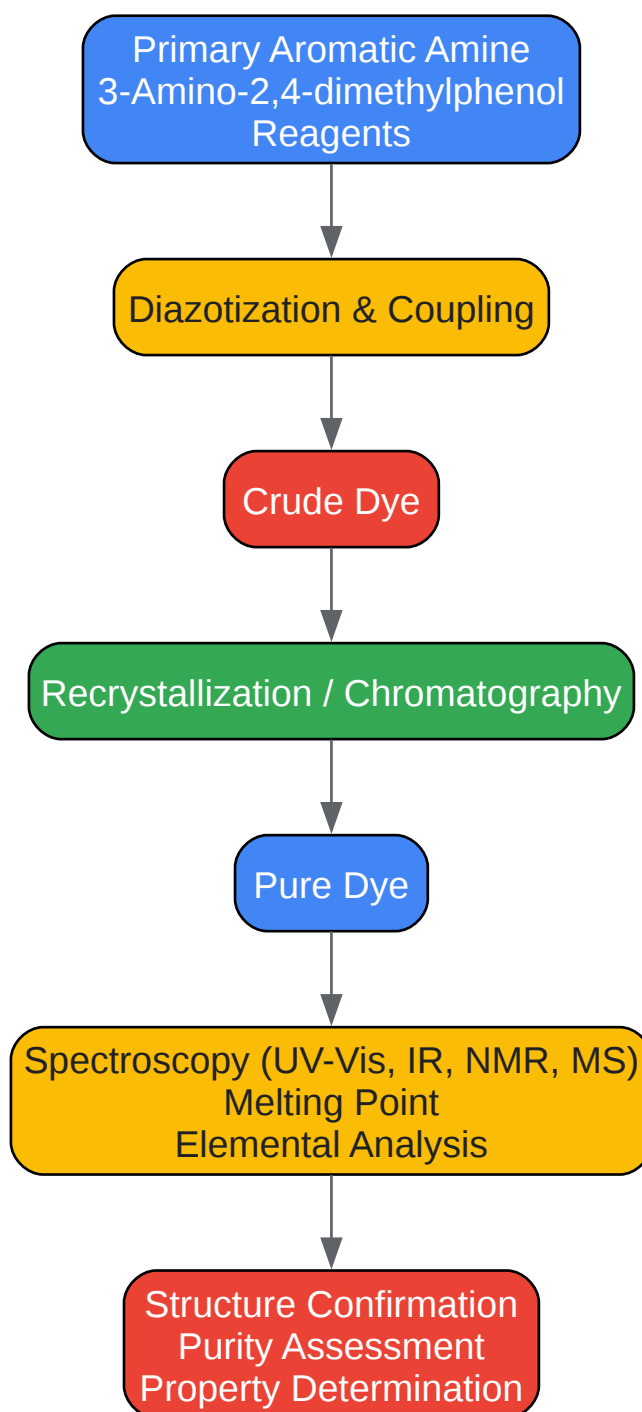 Primary Aromatic Amine
3-Amino-2,4-dimethylphenol
Reagents
Diazotization & Coupling
Crude Dye
Recrystallization / Chromatography
Pure Dye
Spectroscopy (UV-Vis, IR, NMR, MS)
Melting Point
Elemental Analysis
Structure Confirmation
Purity Assessment
Property Determination